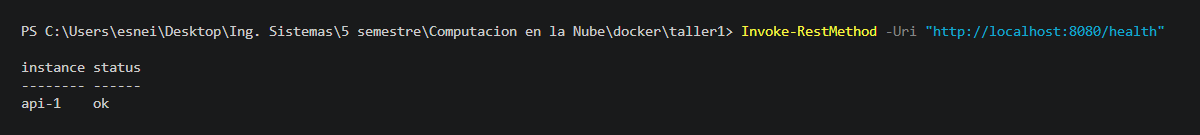 PS C:\Users\esnei\Desktop\Ing. Sistemas\5 semestre\Computacion en la Nube\docker\taller1> Invoke-RestMethod -Uri "http://localhost:8080/health"
instance status
-------- ------
api-1    ok